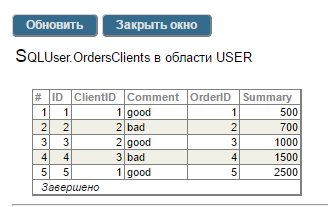 Обновить Закрыть окно
SQLUser.OrdersClients в области USER
# ID ClientID Comment OrderID Summary
1 1 1 good 1 500
2 2 2 bad 2 700
3 3 2 good 3 1000
4 4 3 bad 4 1500
5 5 1 good 5 2500
Завершено